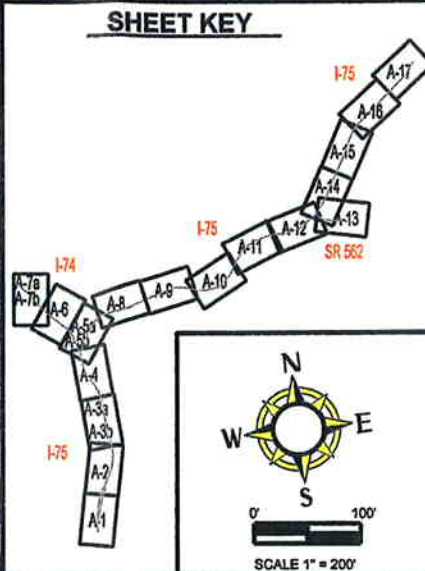 SHEET KEY
I-75
A-17
A-16
A-15
A-14
A-13
SR 562
A-12
I-75
A-11
A-10
A-9
A-8
I-74
A-7a
A-7b
A-6
A-5a
A-5b
A-4
A-3a
A-3b
I-75
A-2
A-1
N
W
E
S
0'
100'
SCALE 1" = 200'